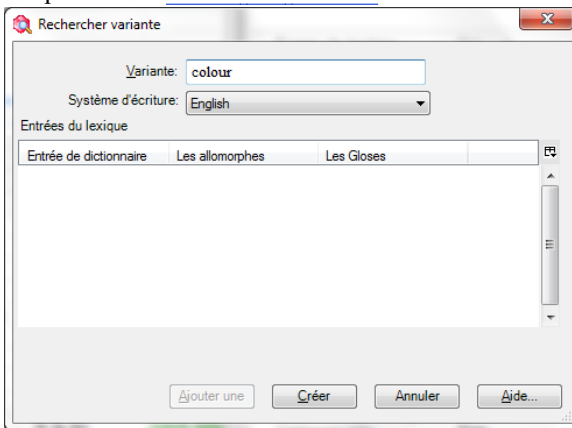 Rechercher variante
Variante: colour
Système d'écriture: English
Entrées du lexique
Entrée de dictionnaire Les allomorphes Les Gloses
Ajouter une Créer Annuler Aide...